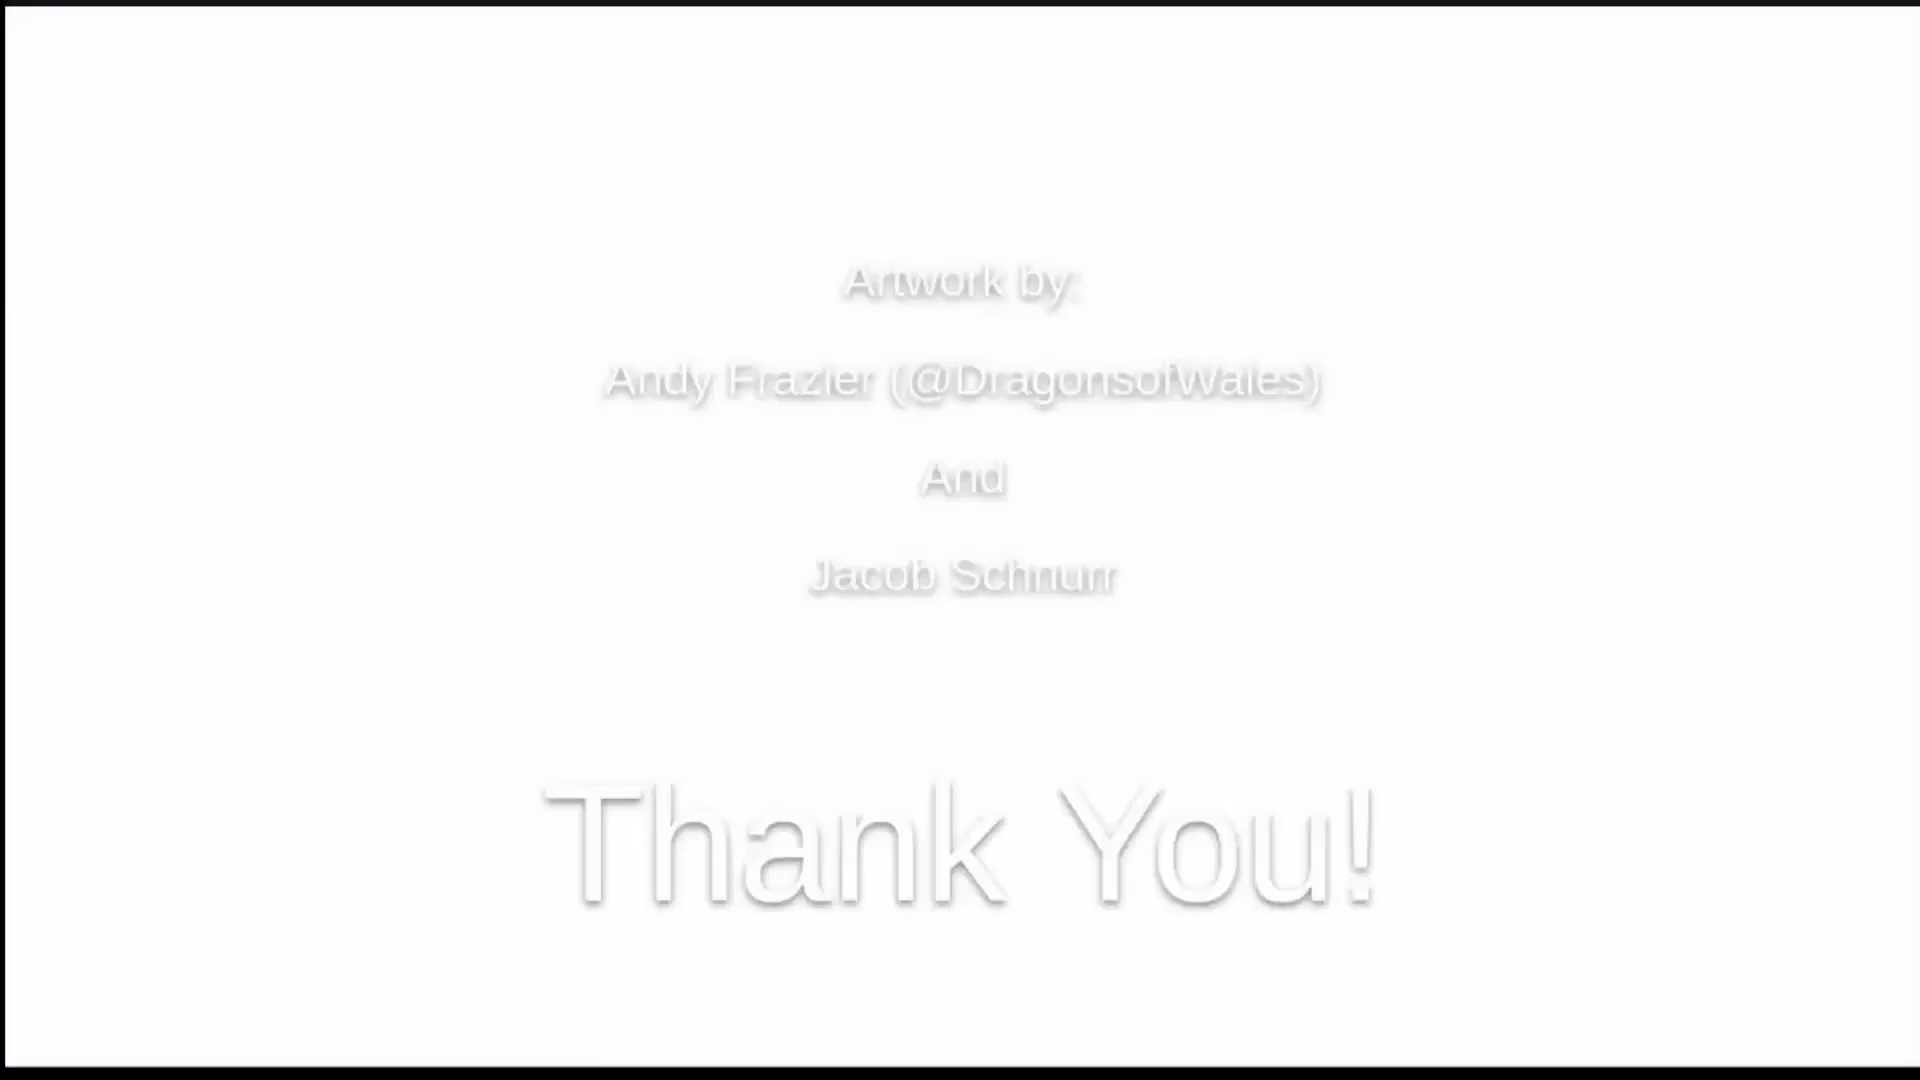 Artwork by:
Andy Frazier (@DragonsofWales)
And
Jacob Schnurr
Thank You!